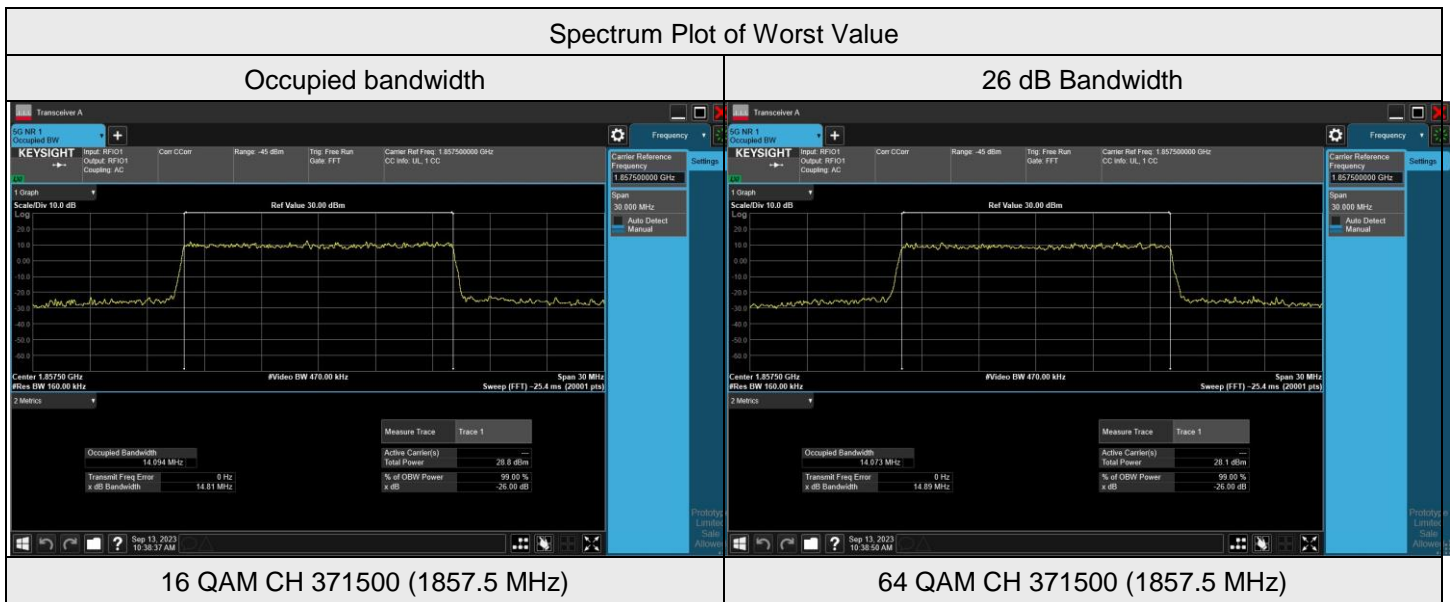 Spectrum Plot of Worst Value
Occupied bandwidth
26 dB Bandwidth
Transceiver A
5G NR 1
Occupied BW
KEYSIGHT
Input: RFIO1
Output: RFIO1
Coupling: AC
Corr CCorr
Range: -45 dBm
Trig: Free Run
Gate: FFT
Carrier Ref Freq: 1.857500000 GHz
CC Info: UL, 1 CC
LXI
Frequency
Carrier Reference
Frequency
1.857500000 GHz
Settings
Span
30.000 MHz
Auto Detect
Manual
1 Graph
Scale/Div 10.0 dB
Ref Value 30.00 dBm
Log
20.0
10.0
0.00
-10.0
-20.0
-30.0
-40.0
-50.0
-60.0
Center 1.85750 GHz
#Video BW 470.00 kHz
Span 30 MHz
#Res BW 160.00 kHz
Sweep (FFT) ~25.4 ms (20001 pts)
2 Metrics
Measure Trace
Trace 1
Occupied Bandwidth
14.094 MHz
Active Carrier(s)
---
Total Power
28.8 dBm
Transmit Freq Error
0 Hz
% of OBW Power
99.00 %
x dB Bandwidth
14.81 MHz
x dB
-26.00 dB
Sep 13, 2023
10:38:37 AM
Prototype
Limited
Sale
Allowed
Transceiver A
5G NR 1
Occupied BW
KEYSIGHT
Input: RFIO1
Output: RFIO1
Coupling: AC
Corr CCorr
Range: -45 dBm
Trig: Free Run
Gate: FFT
Carrier Ref Freq: 1.857500000 GHz
CC Info: UL, 1 CC
LXI
Frequency
Carrier Reference
Frequency
1.857500000 GHz
Settings
Span
30.000 MHz
Auto Detect
Manual
1 Graph
Scale/Div 10.0 dB
Ref Value 30.00 dBm
Log
20.0
10.0
0.00
-10.0
-20.0
-30.0
-40.0
-50.0
-60.0
Center 1.85750 GHz
#Video BW 470.00 kHz
Span 30 MHz
#Res BW 160.00 kHz
Sweep (FFT) ~25.4 ms (20001 pts)
2 Metrics
Measure Trace
Trace 1
Occupied Bandwidth
14.073 MHz
Active Carrier(s)
---
Total Power
28.1 dBm
Transmit Freq Error
0 Hz
% of OBW Power
99.00 %
x dB Bandwidth
14.89 MHz
x dB
-26.00 dB
Sep 13, 2023
10:38:50 AM
Prototype
Limited
Sale
Allowed
16 QAM CH 371500 (1857.5 MHz)
64 QAM CH 371500 (1857.5 MHz)